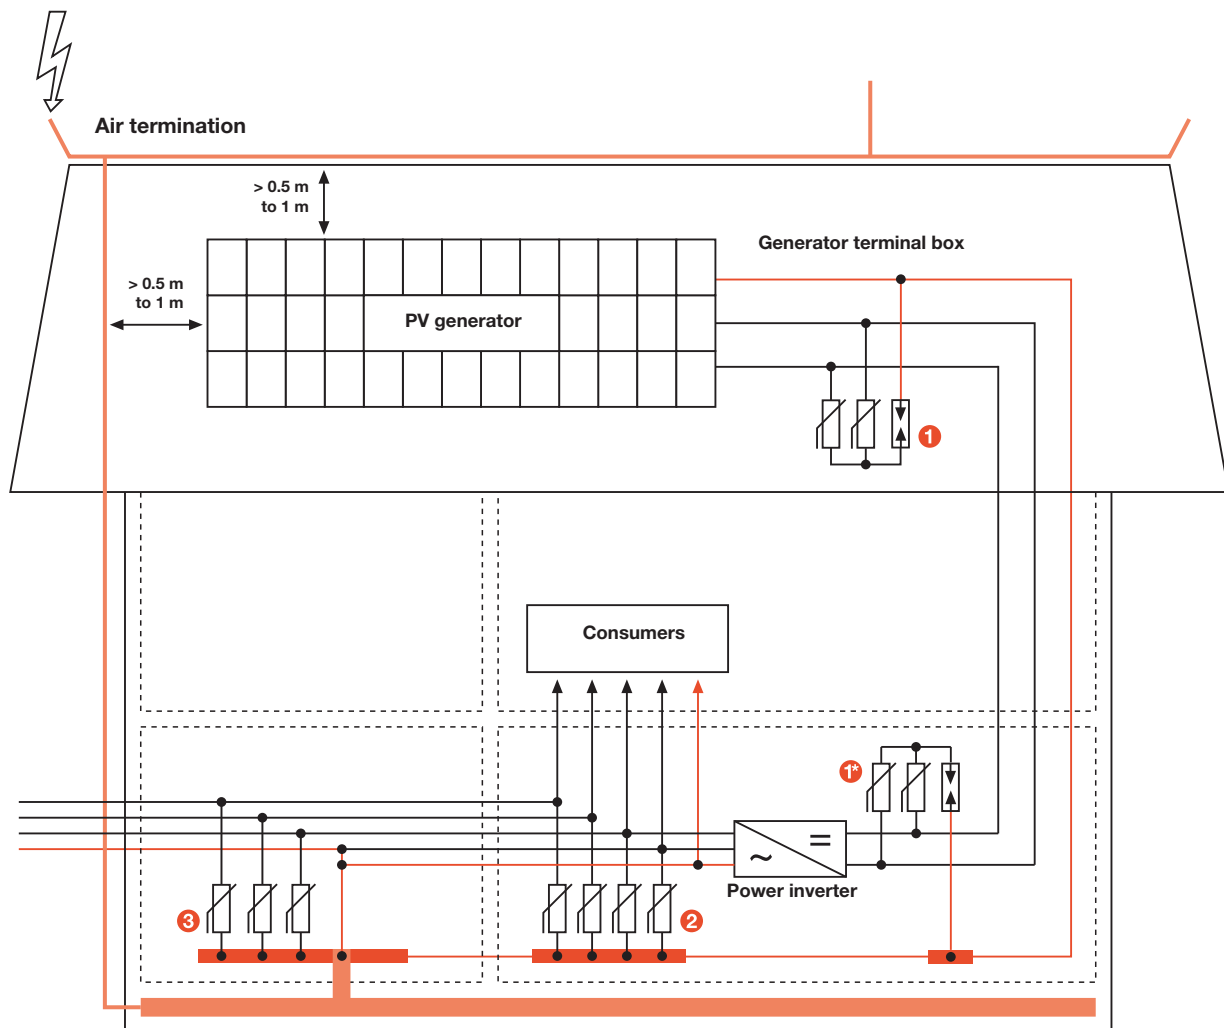 Air termination
> 0.5 m
to 1 m
Generator terminal box
> 0.5 m
to 1 m
PV generator
1
Consumers
1*
~ =
Power inverter
3
2